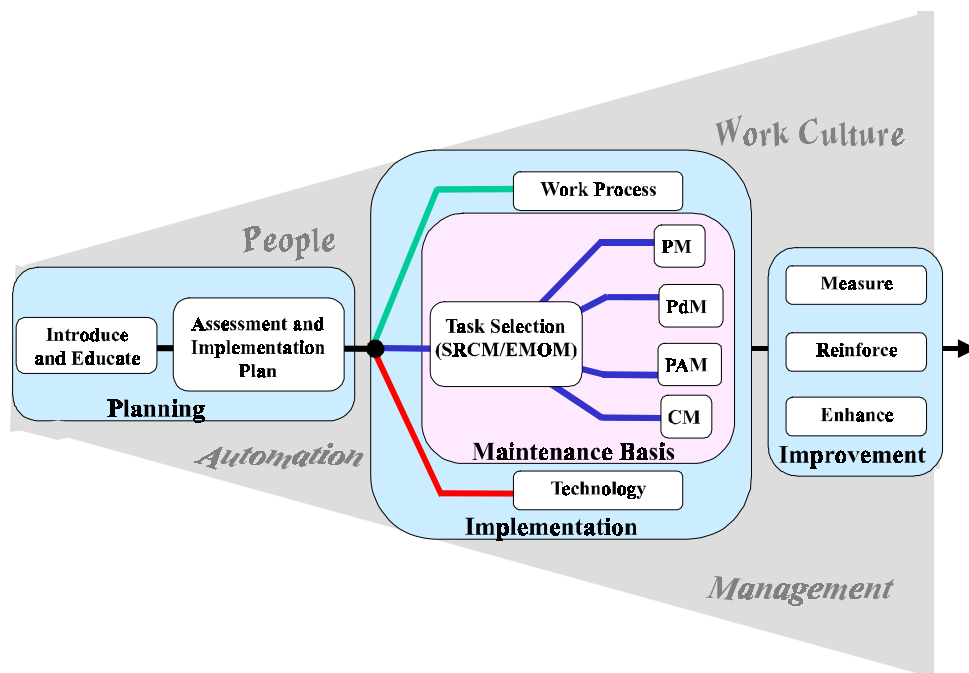 Work Culture
People
Work Process
PM
PdM
PAM
CM
Task Selection
(SRCM/EMOM)
Maintenance Basis
Technology
Implementation
Introduce
and Educate
Assessment and
Implementation
Plan
Planning
Automation
Measure
Reinforce
Enhance
Improvement
Management